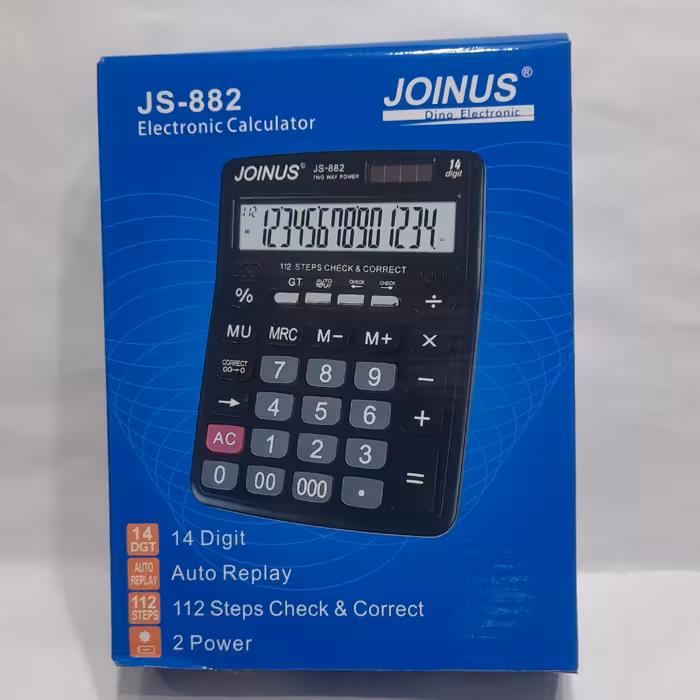 JS-882
Electronic Calculator
JOINUS®
Dino Electronic
JOINUS® JS-882
TWO WAY POWER
14
digit
112
12345678901234
112 STEPS CHECK & CORRECT
GT AUTO REPLAY CHECK CHECK
% ÷
MU MRC M- M+ ×
CORRECT
00→0 7 8 9 −
→ 4 5 6 +
AC 1 2 3
0 00 000 . =
14
DGT 14 Digit
AUTO
REPLAY Auto Replay
112
STEPS 112 Steps Check & Correct
2 Power